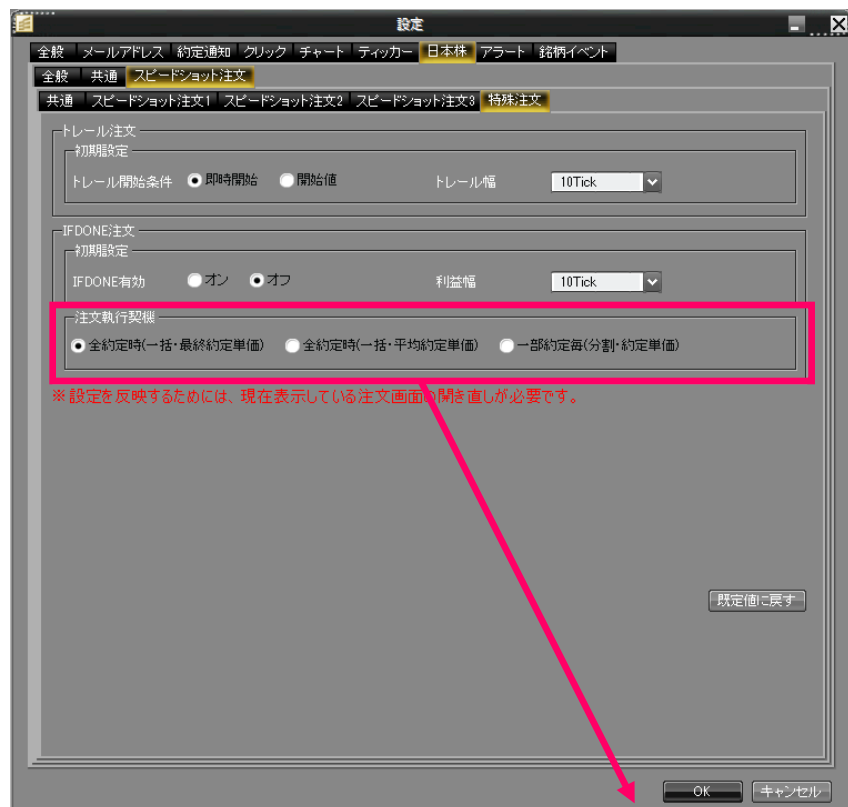 設定
全般 メールアドレス 約定通知 クリック チャート ティッカー 日本株 アラート 銘柄イベント
全般 共通 スピードショット注文
共通 スピードショット注文1 スピードショット注文2 スピードショット注文3 特殊注文
トレール注文
初期設定
トレール開始条件 即時開始 開始値 トレール幅 10Tick
IFDONE注文
初期設定
IFDONE有効 オン オフ 利益幅 10Tick
注文執行契機
全約定時(一括・最終約定単価) 全約定時(一括・平均約定単価) 一部約定毎(分割・約定単価)
※設定を反映するためには、現在表示している注文画面の開き直しが必要です。
既定値に戻す
OK キャンセル